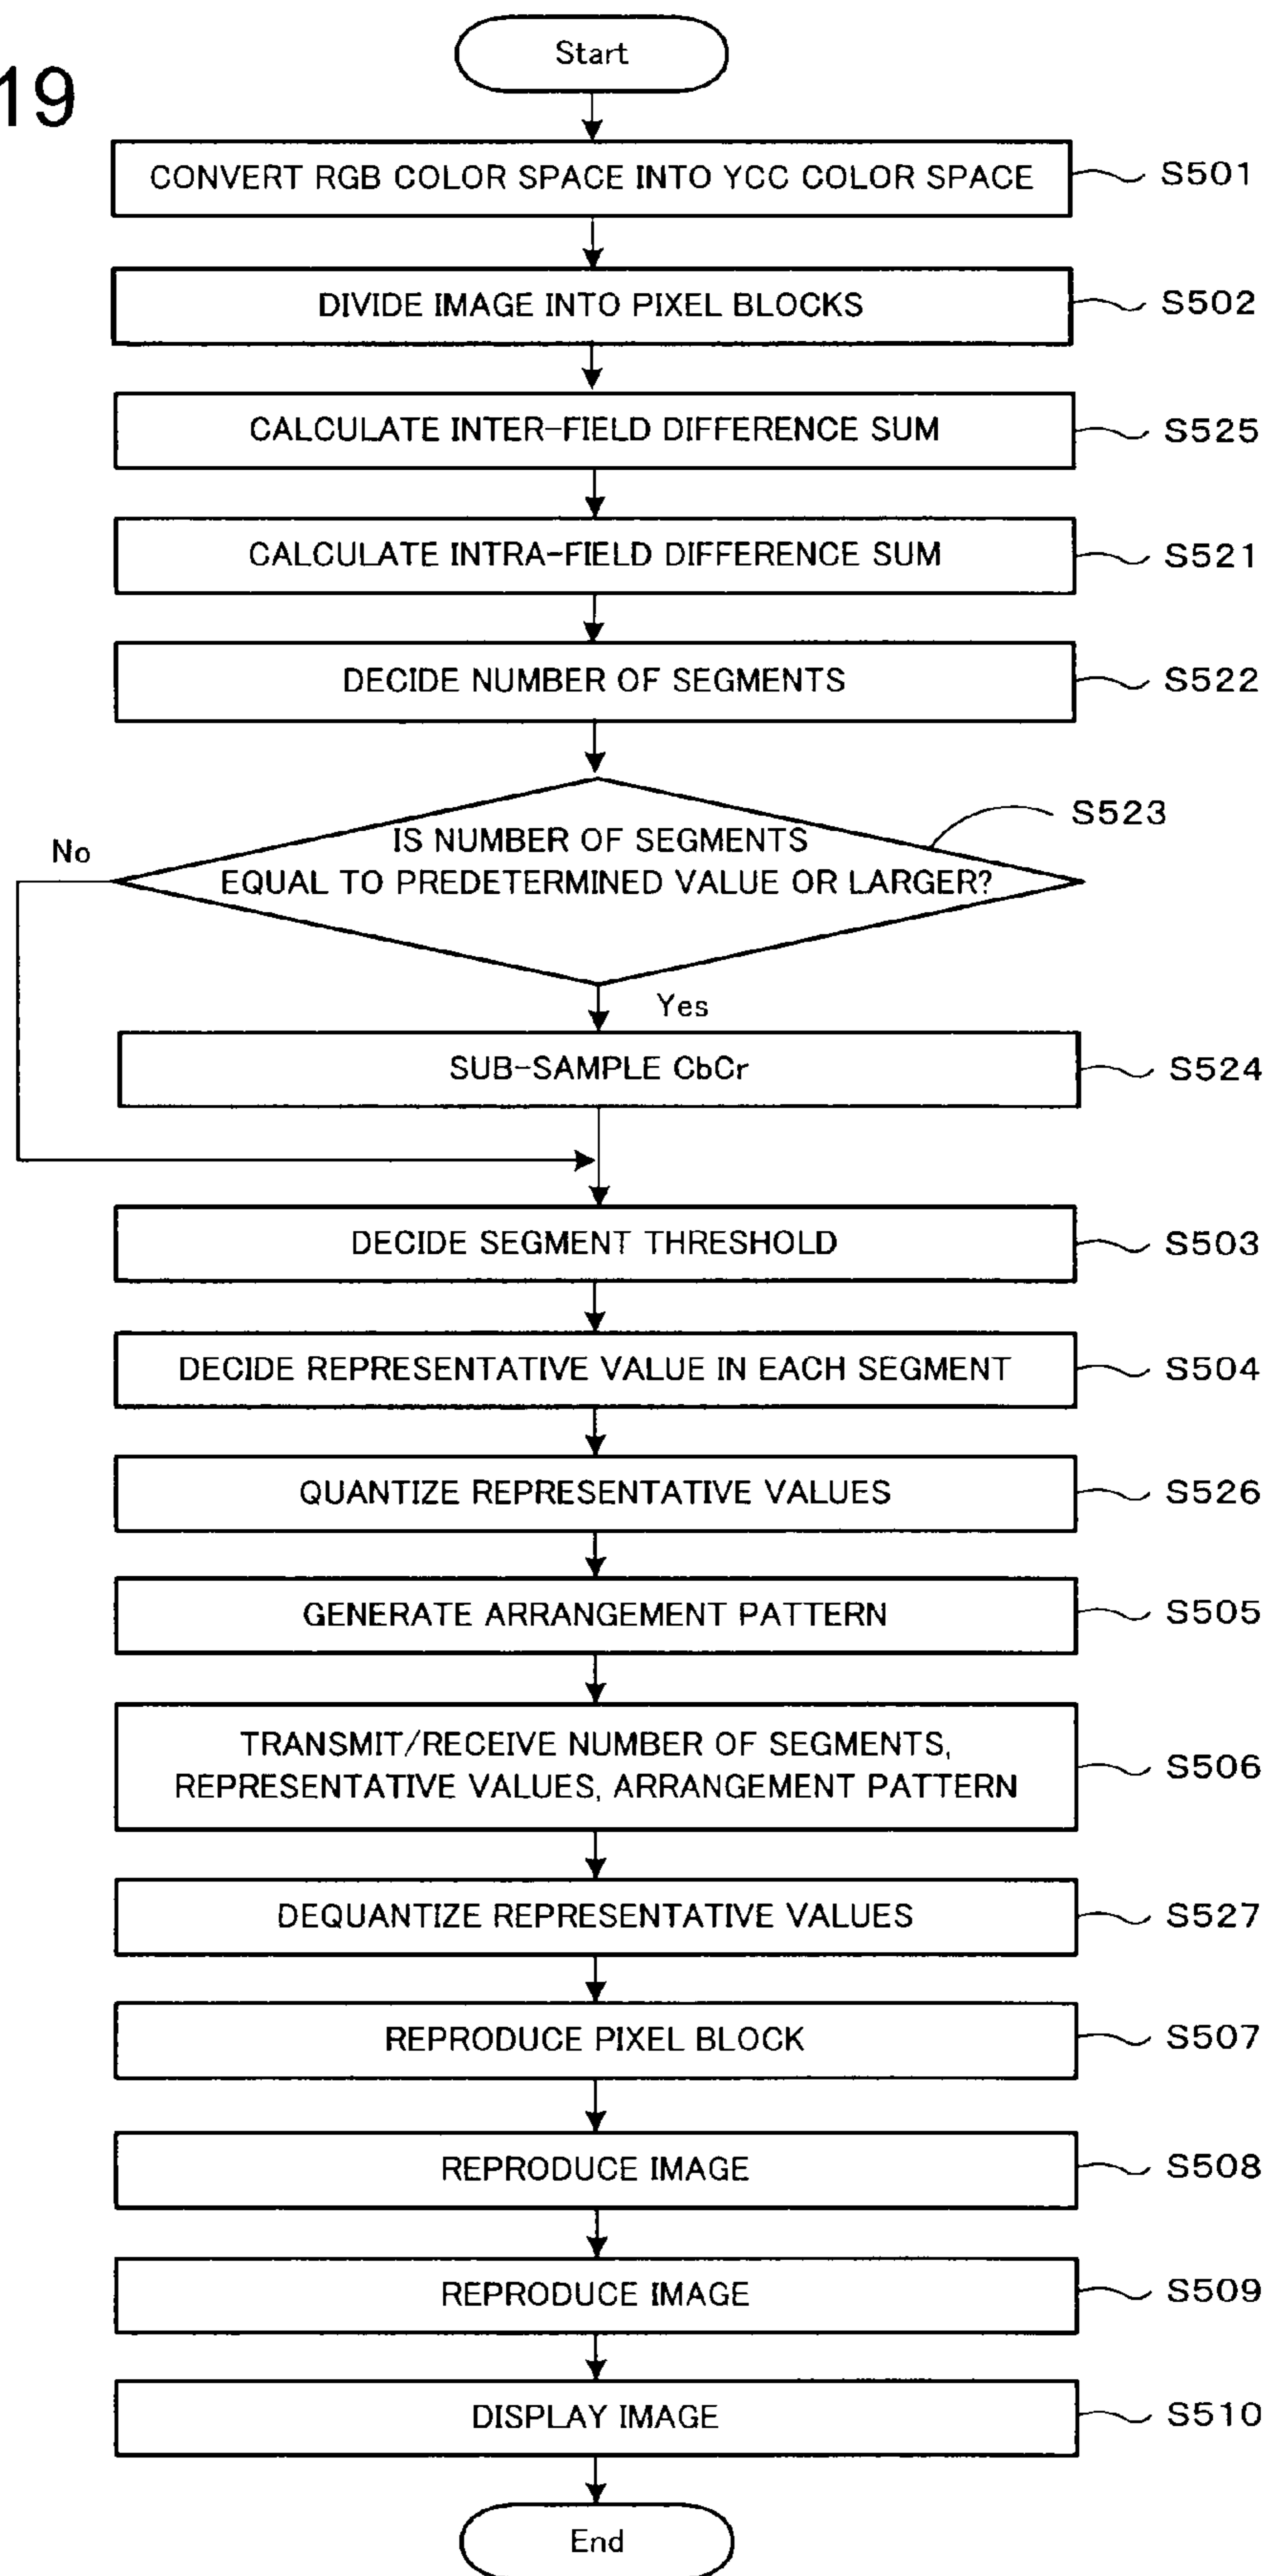 19
Start
CONVERT RGB COLOR SPACE INTO YCC COLOR SPACE
S501
DIVIDE IMAGE INTO PIXEL BLOCKS
S502
CALCULATE INTER-FIELD DIFFERENCE SUM
S525
CALCULATE INTRA-FIELD DIFFERENCE SUM
S521
DECIDE NUMBER OF SEGMENTS
S522
IS NUMBER OF SEGMENTS
EQUAL TO PREDETERMINED VALUE OR LARGER?
S523
No
Yes
SUB-SAMPLE CbCr
S524
DECIDE SEGMENT THRESHOLD
S503
DECIDE REPRESENTATIVE VALUE IN EACH SEGMENT
S504
QUANTIZE REPRESENTATIVE VALUES
S526
GENERATE ARRANGEMENT PATTERN
S505
TRANSMIT/RECEIVE NUMBER OF SEGMENTS,
REPRESENTATIVE VALUES, ARRANGEMENT PATTERN
S506
DEQUANTIZE REPRESENTATIVE VALUES
S527
REPRODUCE PIXEL BLOCK
S507
REPRODUCE IMAGE
S508
REPRODUCE IMAGE
S509
DISPLAY IMAGE
S510
End